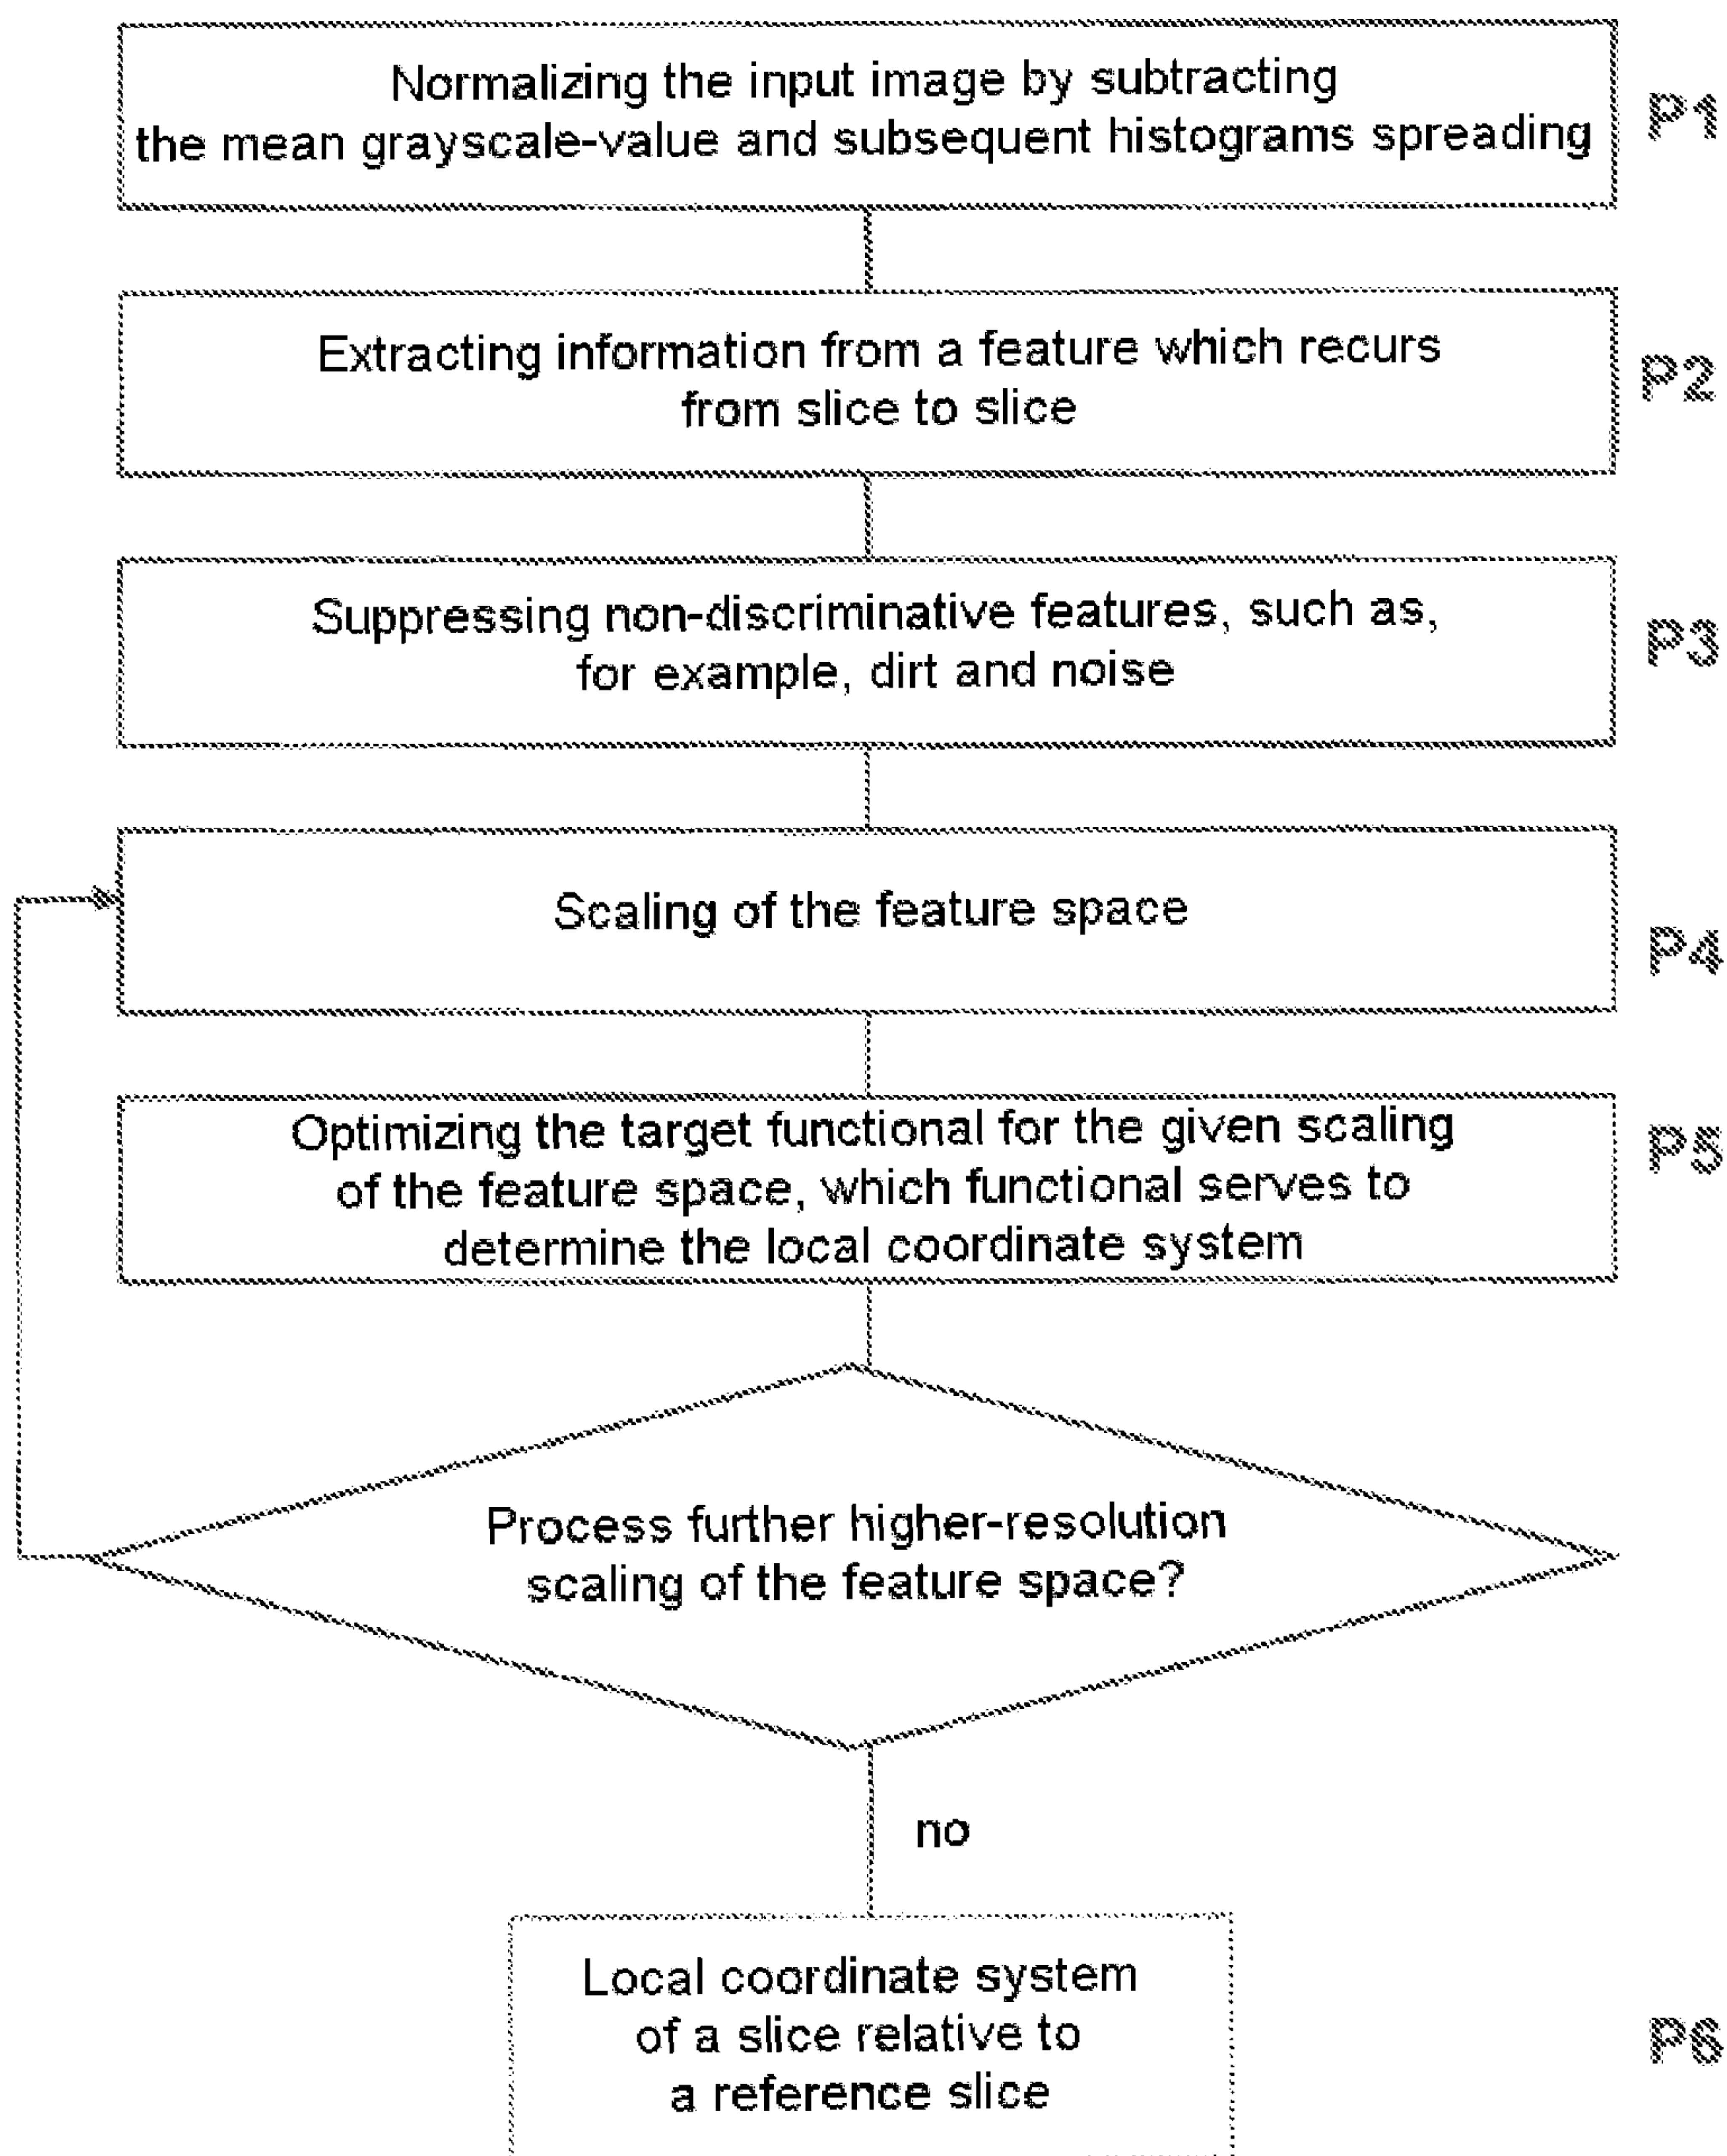 Normalizing the input image by subtracting
the mean grayscale-value and subsequent histograms spreading
P1
Extracting information from a feature which recurs
from slice to slice
P2
Suppressing non-discriminative features, such as,
for example, dirt and noise
P3
Scaling of the feature space
P4
Optimizing the target functional for the given scaling
of the feature space, which functional serves to
determine the local coordinate system
P5
Process further higher-resolution
scaling of the feature space?
no
Local coordinate system
of a slice relative to
a reference slice
P6